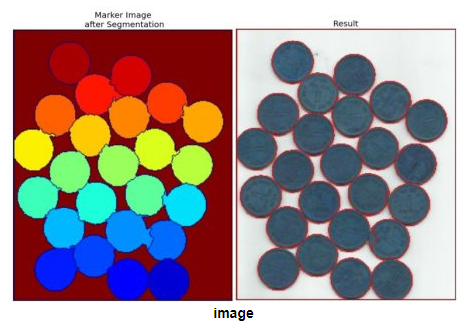 Marker Image
after Segmentation
Result
image